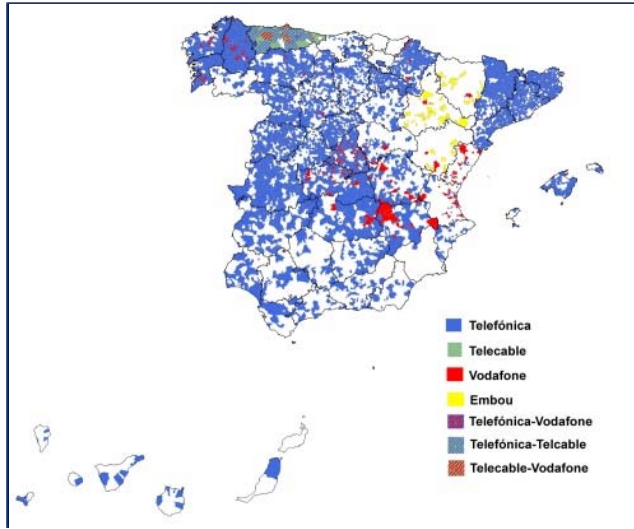 Telefónica
Telecable
Vodafone
Embou
Telefónica-Vodafone
Telefónica-Telcable
Telecable-Vodafone